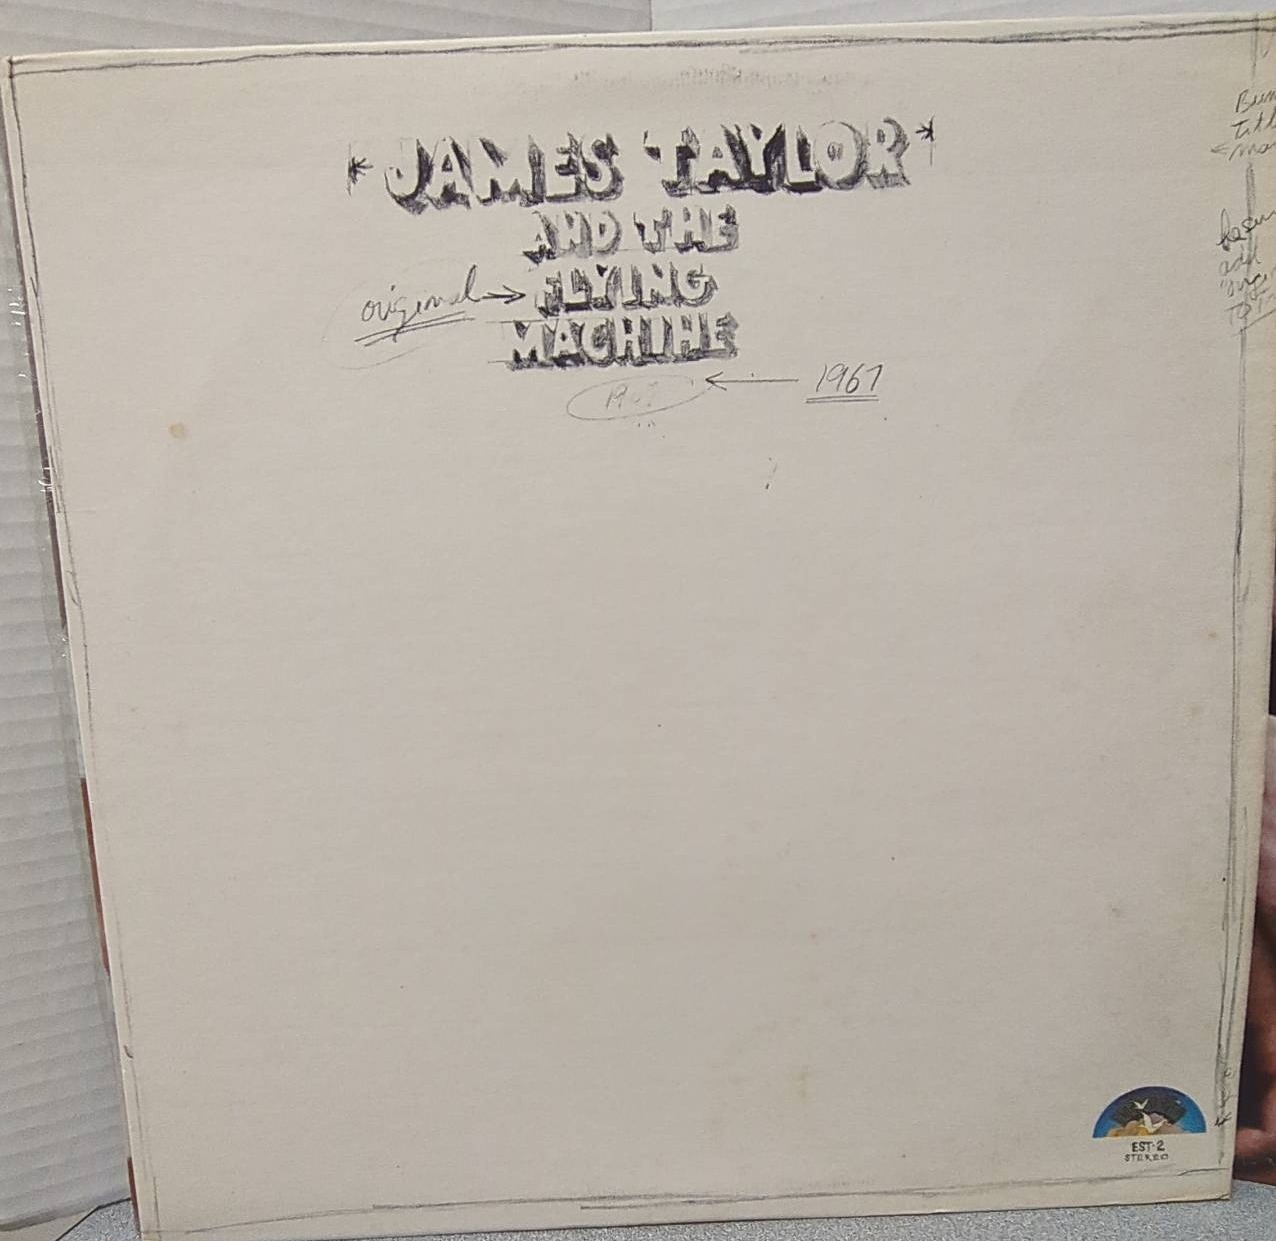 *JAMES TAYLOR*
AND THE
original → FLYING
MACHINE
← 1967
EST-2
STEREO